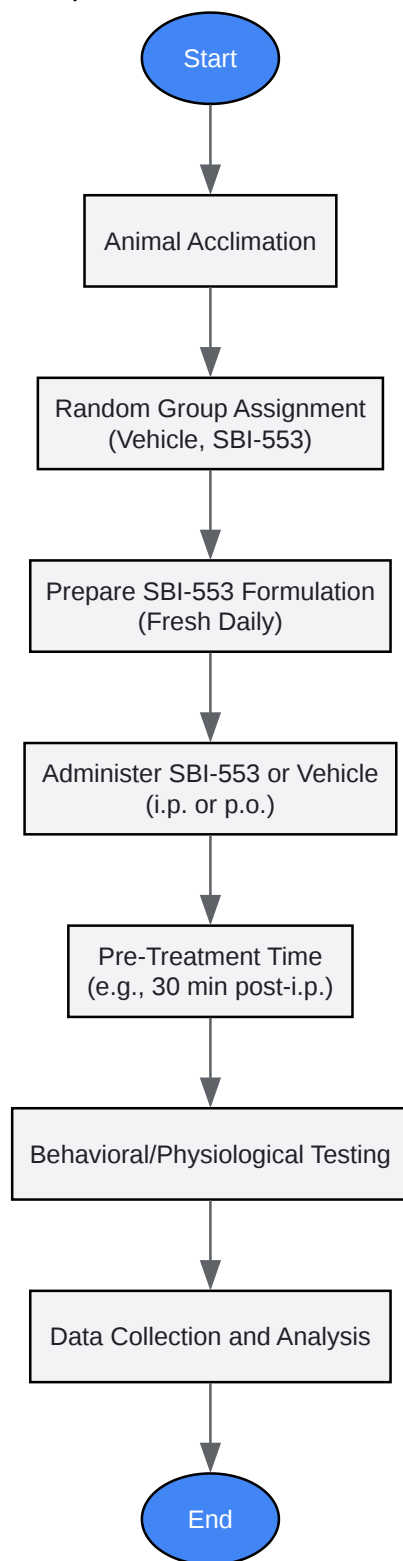 Start
Animal Acclimation
Random Group Assignment
(Vehicle, SBI-553)
Prepare SBI-553 Formulation
(Fresh Daily)
Administer SBI-553 or Vehicle
(i.p. or p.o.)
Pre-Treatment Time
(e.g., 30 min post-i.p.)
Behavioral/Physiological Testing
Data Collection and Analysis
End